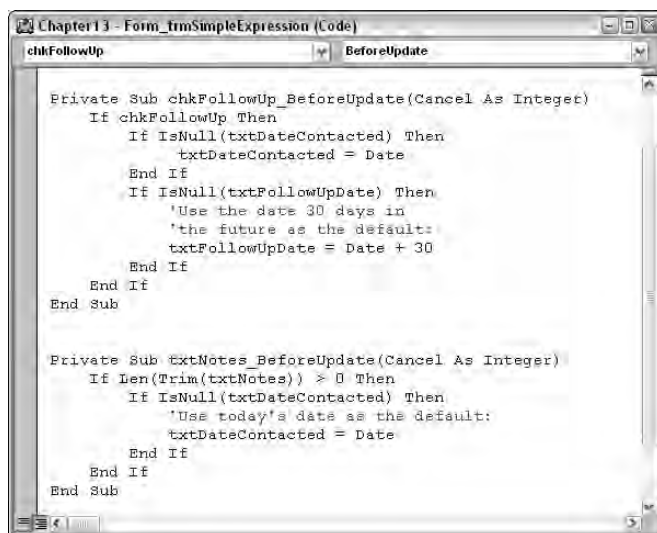 Chapter13 - Form_frmSimpleExpression (Code)
chkFollowUp BeforeUpdate
Private Sub chkFollowUp_BeforeUpdate(Cancel As Integer)
    If chkFollowUp Then
        If IsNull(txtDateContacted) Then
            txtDateContacted = Date
        End If
        If IsNull(txtFollowUpDate) Then
            'Use the date 30 days in
            'the future as the default:
            txtFollowUpDate = Date + 30
        End If
    End If
End Sub
Private Sub txtNotes_BeforeUpdate(Cancel As Integer)
    If Len(Trim(txtNotes)) > 0 Then
        If IsNull(txtDateContacted) Then
            'Use today's date as the default:
            txtDateContacted = Date
        End If
    End If
End Sub